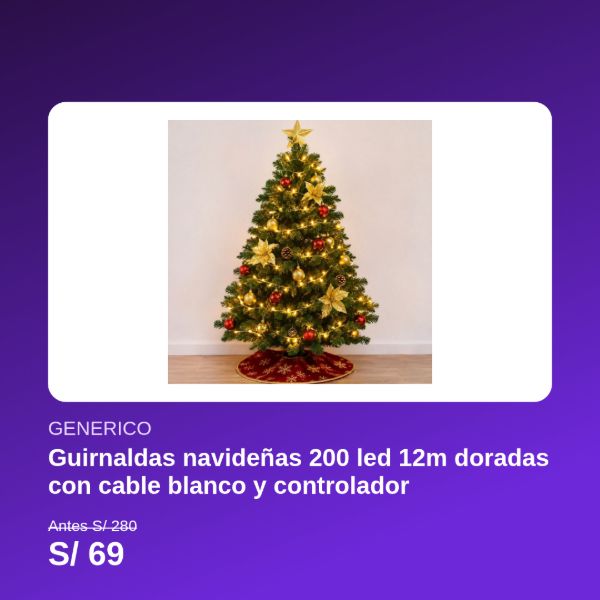 GENERICO
Guirnaldas navideñas 200 led 12m doradas
con cable blanco y controlador
Antes S/ 280
S/ 69